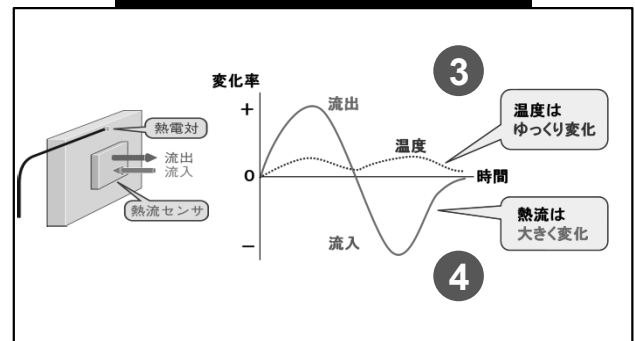 変化率
+
0
−
流出
流入
温度
時間
3
温度は
ゆっくり変化
熱流は
大きく変化
4
熱電対
流出
流入
熱流センサ